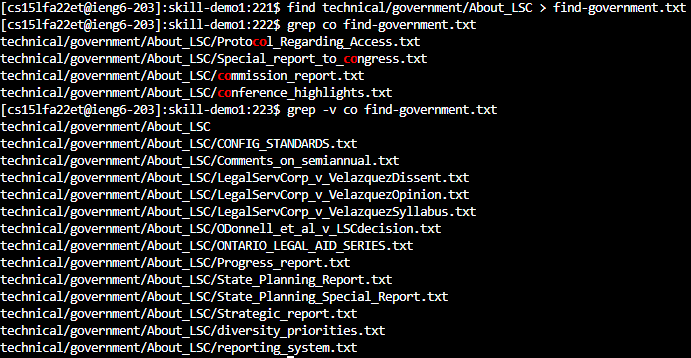 [cs15lfa22et@ieng6-203]:skill-demo1:221$ find technical/government/About_LSC > find-government.txt
[cs15lfa22et@ieng6-203]:skill-demo1:222$ grep co find-government.txt
technical/government/About_LSC/Protocol_Regarding_Access.txt
technical/government/About_LSC/Special_report_to_congress.txt
technical/government/About_LSC/commission_report.txt
technical/government/About_LSC/conference_highlights.txt
[cs15lfa22et@ieng6-203]:skill-demo1:223$ grep -v co find-government.txt
technical/government/About_LSC
technical/government/About_LSC/CONFIG_STANDARDS.txt
technical/government/About_LSC/Comments_on_semiannual.txt
technical/government/About_LSC/LegalServCorp_v_VelazquezDissent.txt
technical/government/About_LSC/LegalServCorp_v_VelazquezOpinion.txt
technical/government/About_LSC/LegalServCorp_v_VelazquezSyllabus.txt
technical/government/About_LSC/ODonnell_et_al_v_LSCdecision.txt
technical/government/About_LSC/ONTARIO_LEGAL_AID_SERIES.txt
technical/government/About_LSC/Progress_report.txt
technical/government/About_LSC/State_Planning_Report.txt
technical/government/About_LSC/State_Planning_Special_Report.txt
technical/government/About_LSC/Strategic_report.txt
technical/government/About_LSC/diversity_priorities.txt
technical/government/About_LSC/reporting_system.txt